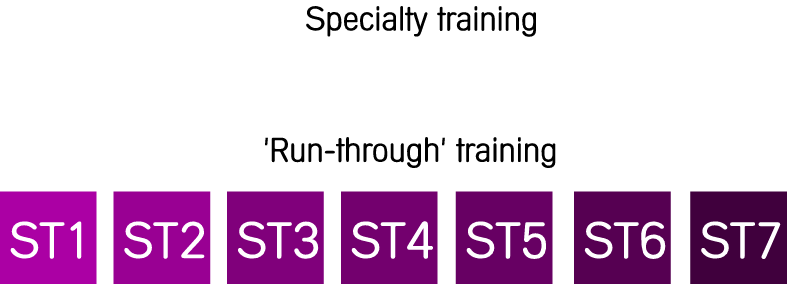 Specialty training
'Run-through' training
ST1 ST2 ST3 ST4 ST5 ST6 ST7